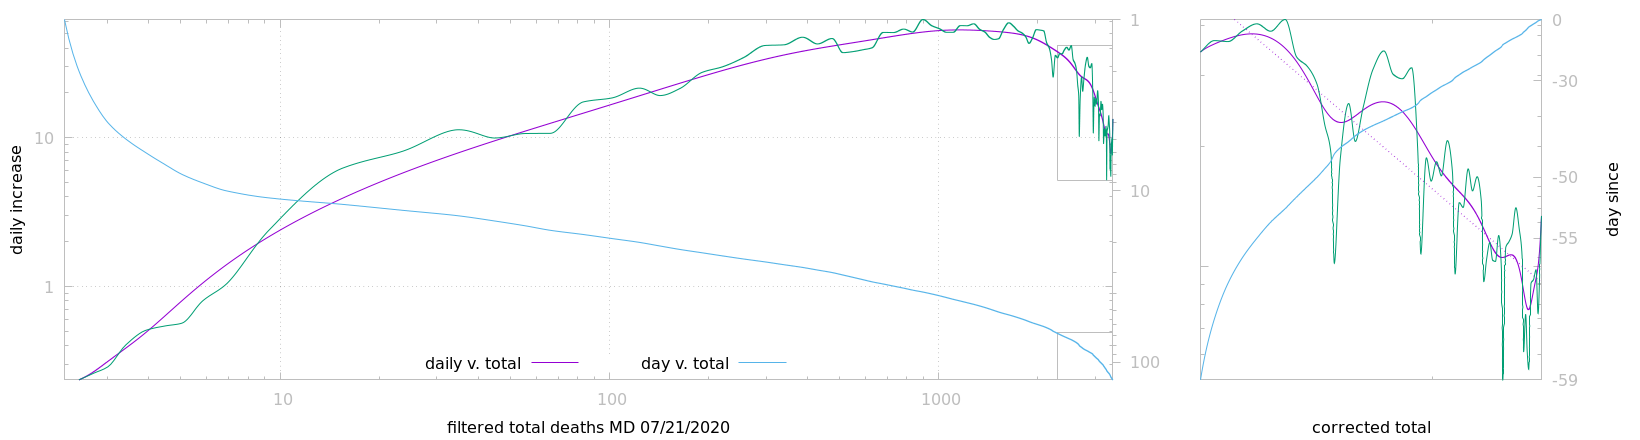 1
0
-30
10
daily increase
10
-50
day since
-55
1
daily v. total
day v. total
100
-59
10
100
1000
filtered total deaths MD 07/21/2020
corrected total